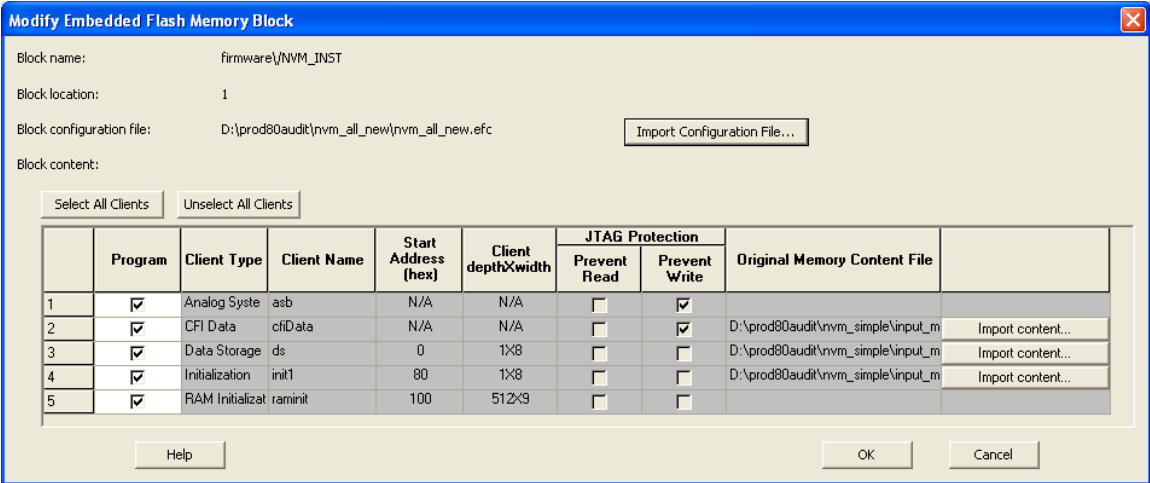 Modify Embedded Flash Memory Block
Block name: firmware\/NVM_INST
Block location: 1
Block configuration file: D:\prod80audit\nvm_all_new\nvm_all_new.efc Import Configuration File...
Block content:
Select All Clients Unselect All Clients
Program Client Type Client Name Start Address (hex) Client depthXwidth JTAG Protection Prevent Read Prevent Write Original Memory Content File
1 Analog Syste asb N/A N/A
2 CFI Data cfiData N/A N/A D:\prod80audit\nvm_simple\input_m Import content...
3 Data Storage ds 0 1X8 D:\prod80audit\nvm_simple\input_m Import content...
4 Initialization init1 80 1X8 D:\prod80audit\nvm_simple\input_m Import content...
5 RAM Initializat raminit 100 512X9
Help OK Cancel